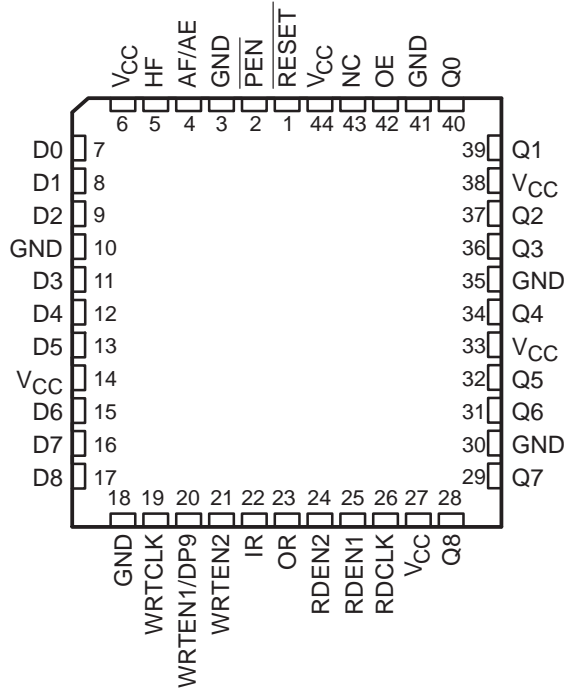 VCC HF AF/AE GND PEN RESET VCC NC OE GND Q0
6 5 4 3 2 1 44 43 42 41 40
D0 7 39 Q1
D1 8 38 VCC
D2 9 37 Q2
GND 10 36 Q3
D3 11 35 GND
D4 12 34 Q4
D5 13 33 VCC
VCC 14 32 Q5
D6 15 31 Q6
D7 16 30 GND
D8 17 29 Q7
18 19 20 21 22 23 24 25 26 27 28
GND WRTCLK WRTEN1/DP9 WRTEN2 IR OR RDEN2 RDEN1 RDCLK VCC Q8